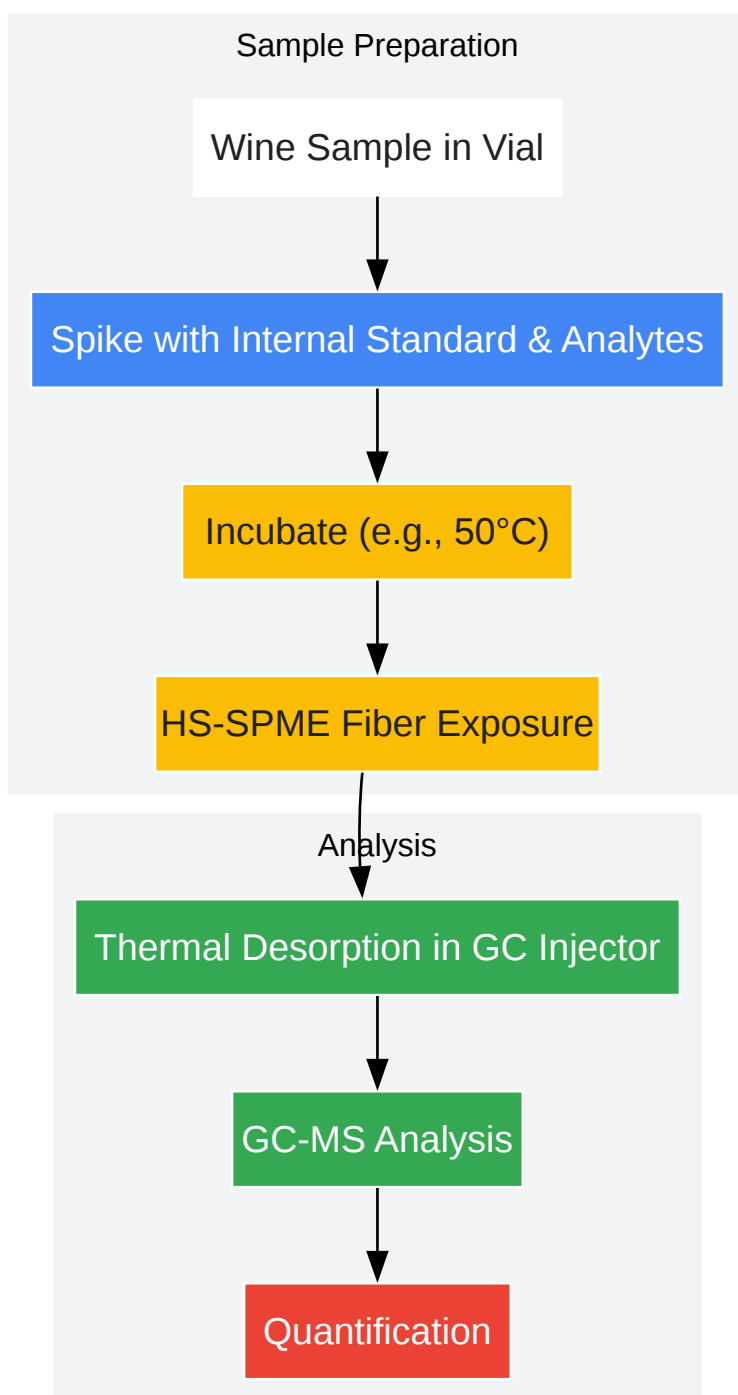 Sample Preparation
Wine Sample in Vial
Spike with Internal Standard & Analytes
Incubate (e.g., 50°C)
HS-SPME Fiber Exposure
Analysis
Thermal Desorption in GC Injector
GC-MS Analysis
Quantification